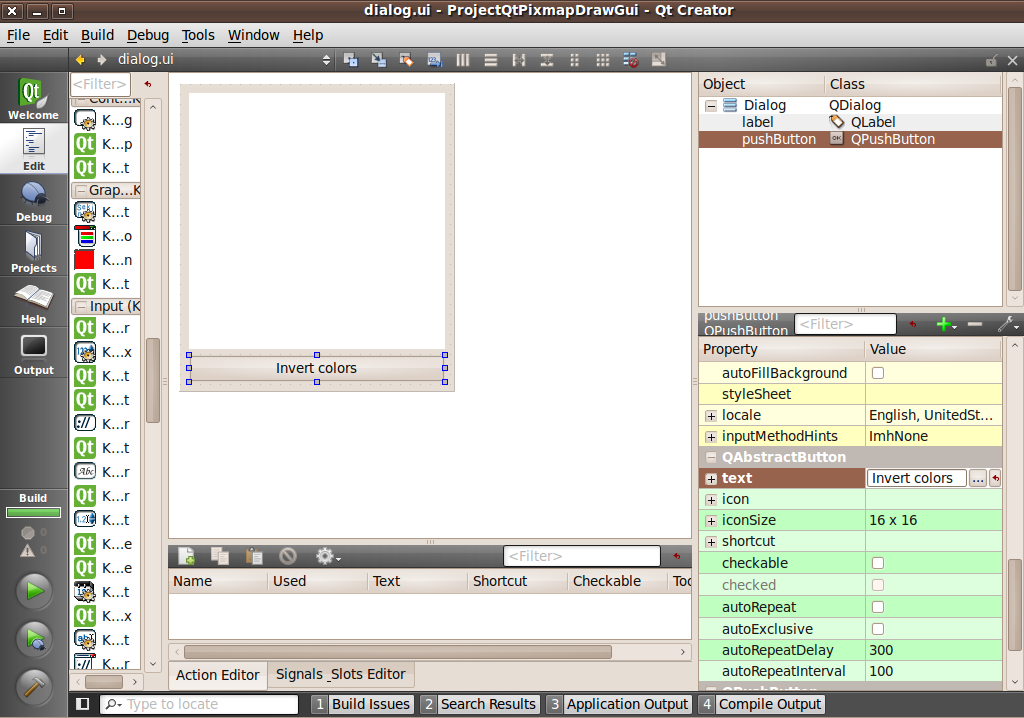 dialog.ui - ProjectQtPixmapDrawGui - Qt Creator
File Edit Build Debug Tools Window Help
dialog.ui
Welcome
Edit
Debug
Projects
Help
Output
Build
0
0
<Filter>
K...g
K...p
K...t
Grap...K
K...t
K...o
K...n
K...t
Input (K
K...r
K...x
K...t
K...t
K...r
K...t
K...r
K...r
K...t
K...e
K...e
K...t
K...x
K...t
K...r
Invert colors
<Filter>
Name Used Text Shortcut Checkable Too
Action Editor Signals _Slots Editor
Object Class
Dialog QDialog
label QLabel
pushButton QPushButton
pushButton
QPushButton
<Filter>
Property Value
autoFillBackground
styleSheet
locale English, UnitedSt...
inputMethodHints ImhNone
QAbstractButton
text Invert colors ...
icon
iconSize 16 x 16
shortcut
checkable
checked
autoRepeat
autoExclusive
autoRepeatDelay 300
autoRepeatInterval 100
Type to locate 1 Build Issues 2 Search Results 3 Application Output 4 Compile Output